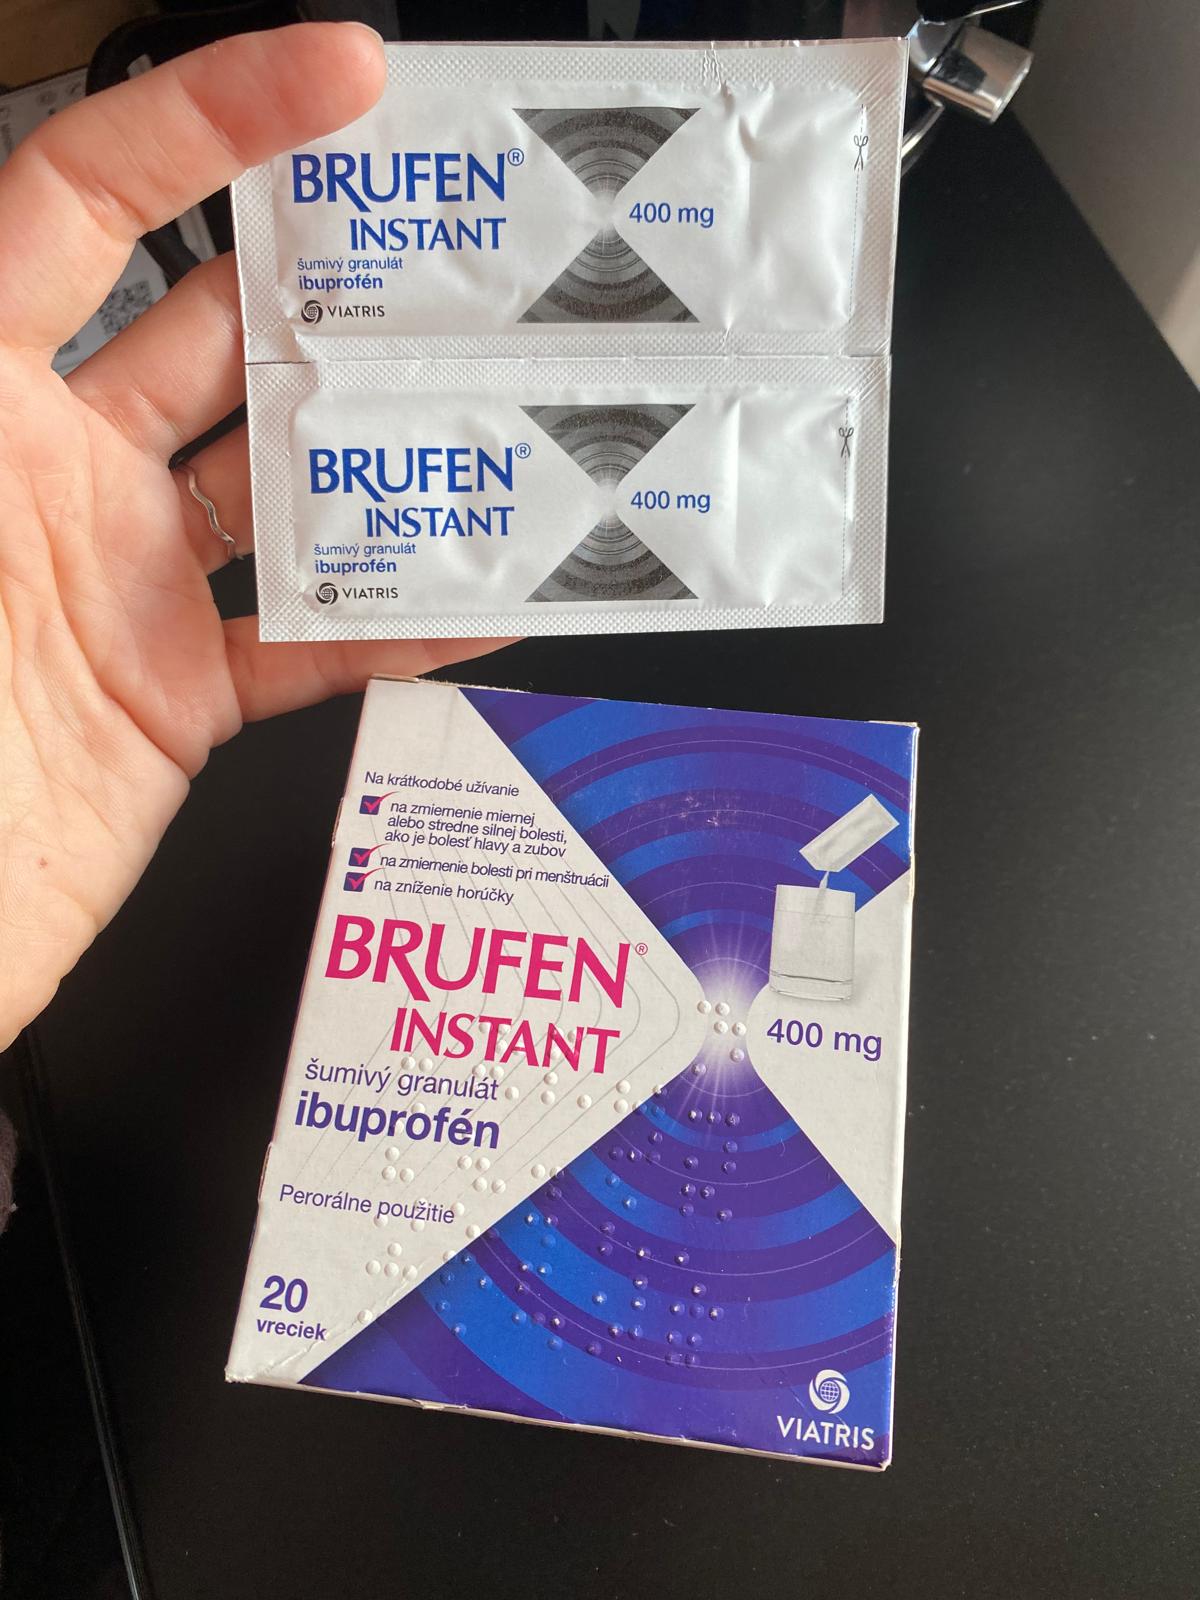 BRUFEN®
INSTANT
šumivý granulát
ibuprofén
VIATRIS
400 mg
BRUFEN®
INSTANT
šumivý granulát
ibuprofén
VIATRIS
400 mg
Na krátkodobé užívanie
na zmiernenie miernej
alebo stredne silnej bolesti,
ako je bolesť hlavy a zubov
na zmiernenie bolesti pri menštruácii
na zníženie horúčky
BRUFEN®
INSTANT
400 mg
šumivý granulát
ibuprofén
Perorálne použitie
20
vreciek
VIATRIS